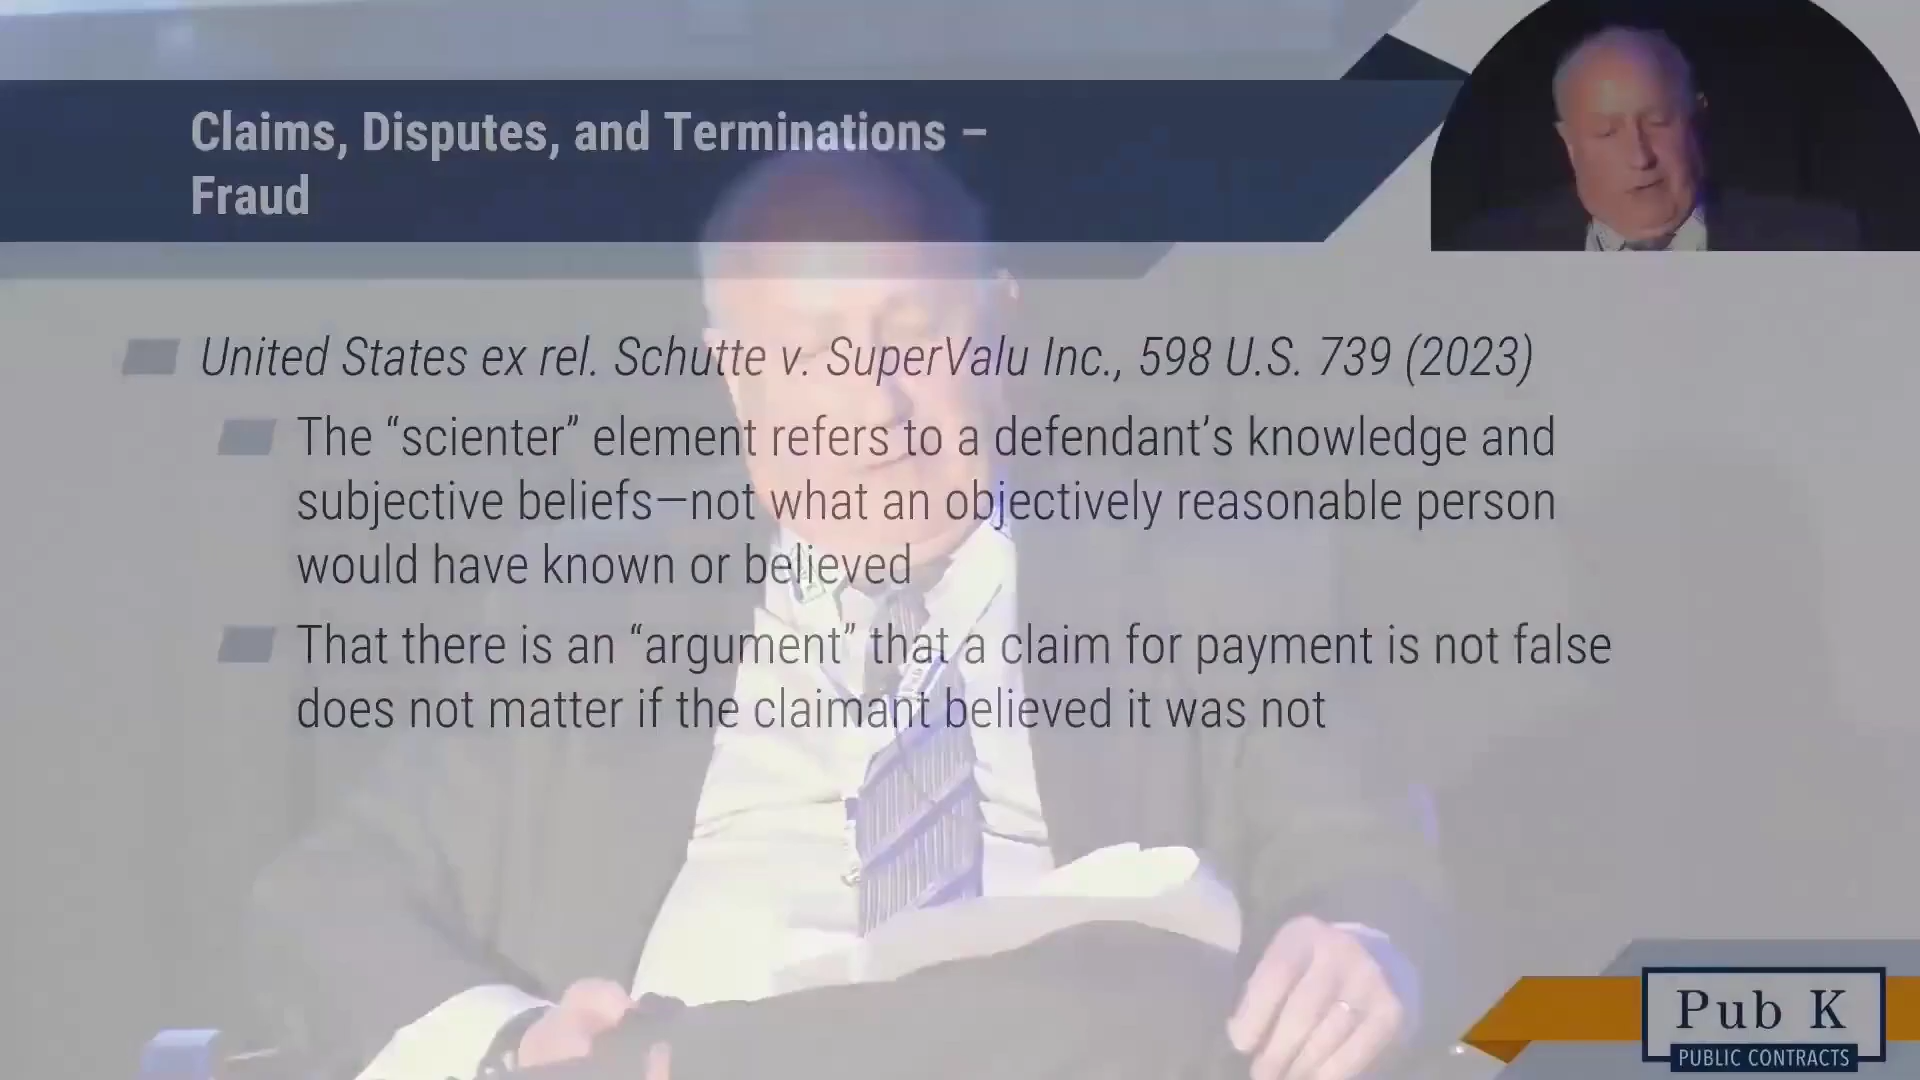 Claims, Disputes, and Terminations –
Fraud
United States ex rel. Schutte v. SuperValu Inc., 598 U.S. 739 (2023)
The “scienter” element refers to a defendant’s knowledge and
subjective beliefs—not what an objectively reasonable person
would have known or believed
That there is an “argument” that a claim for payment is not false
does not matter if the claimant believed it was not
Pub K
PUBLIC CONTRACTS